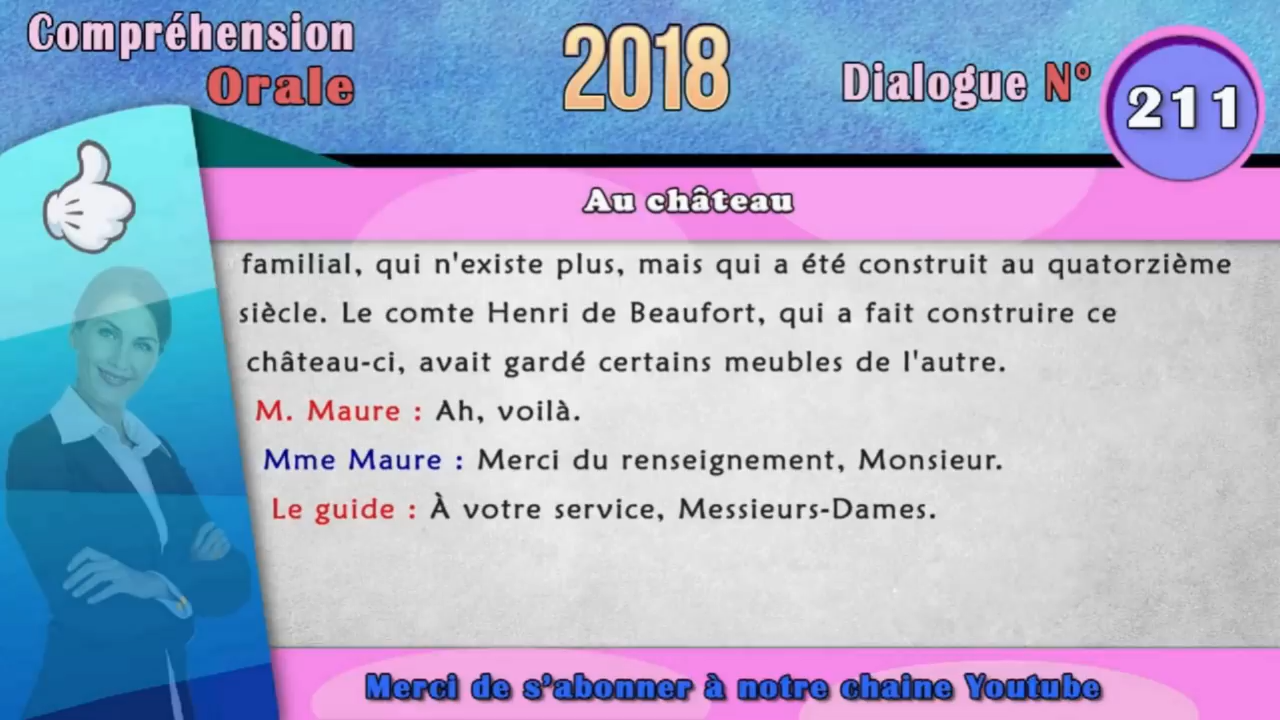 Compréhension
Orale
2018
Dialogue N°
211
Au château
familial, qui n'existe plus, mais qui a été construit au quatorzième
siècle. Le comte Henri de Beaufort, qui a fait construire ce
château-ci, avait gardé certains meubles de l'autre.
M. Maure : Ah, voilà.
Mme Maure : Merci du renseignement, Monsieur.
Le guide : À votre service, Messieurs-Dames.
Merci de s'abonner à notre chaine Youtube